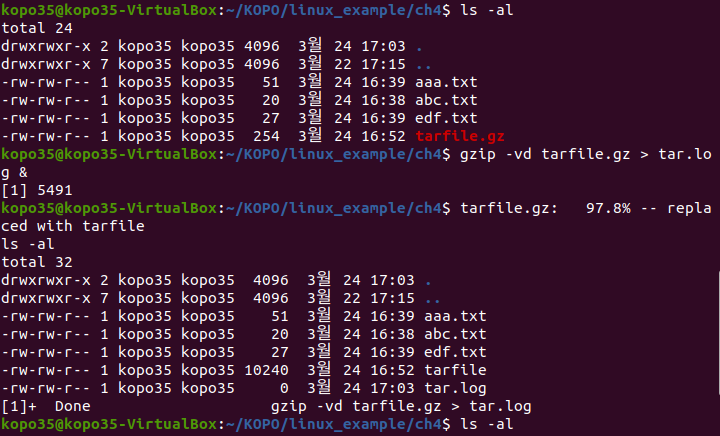 kopo35@kopo35-VirtualBox:~/KOPO/linux_example/ch4$ ls -al
total 24
drwxrwxr-x 2 kopo35 kopo35 4096  3월 24 17:03 .
drwxrwxr-x 7 kopo35 kopo35 4096  3월 22 17:15 ..
-rw-rw-r-- 1 kopo35 kopo35   51  3월 24 16:39 aaa.txt
-rw-rw-r-- 1 kopo35 kopo35   20  3월 24 16:38 abc.txt
-rw-rw-r-- 1 kopo35 kopo35   27  3월 24 16:39 edf.txt
-rw-rw-r-- 1 kopo35 kopo35  254  3월 24 16:52 tarfile.gz
kopo35@kopo35-VirtualBox:~/KOPO/linux_example/ch4$ gzip -vd tarfile.gz > tar.lo
g &
[1] 5491
kopo35@kopo35-VirtualBox:~/KOPO/linux_example/ch4$ tarfile.gz:   97.8% -- repla
ced with tarfile
ls -al
total 32
drwxrwxr-x 2 kopo35 kopo35  4096  3월 24 17:03 .
drwxrwxr-x 7 kopo35 kopo35  4096  3월 22 17:15 ..
-rw-rw-r-- 1 kopo35 kopo35    51  3월 24 16:39 aaa.txt
-rw-rw-r-- 1 kopo35 kopo35    20  3월 24 16:38 abc.txt
-rw-rw-r-- 1 kopo35 kopo35    27  3월 24 16:39 edf.txt
-rw-rw-r-- 1 kopo35 kopo35 10240  3월 24 16:52 tarfile
-rw-rw-r-- 1 kopo35 kopo35     0  3월 24 17:03 tar.log
[1]+  Done                    gzip -vd tarfile.gz > tar.log
kopo35@kopo35-VirtualBox:~/KOPO/linux_example/ch4$ ls -al